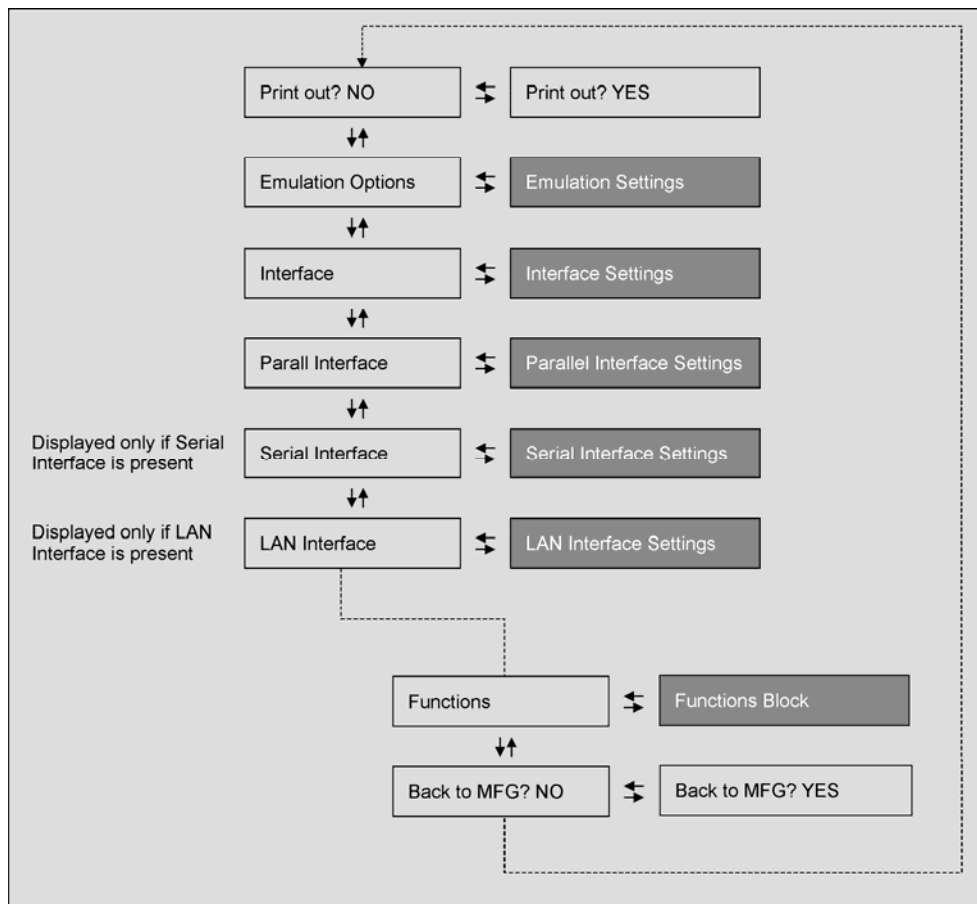 Print out? NO
Print out? YES
Emulation Options
Emulation Settings
Interface
Interface Settings
Parall Interface
Parallel Interface Settings
Displayed only if Serial
Interface is present
Serial Interface
Serial Interface Settings
Displayed only if LAN
Interface is present
LAN Interface
LAN Interface Settings
Functions
Functions Block
Back to MFG? NO
Back to MFG? YES